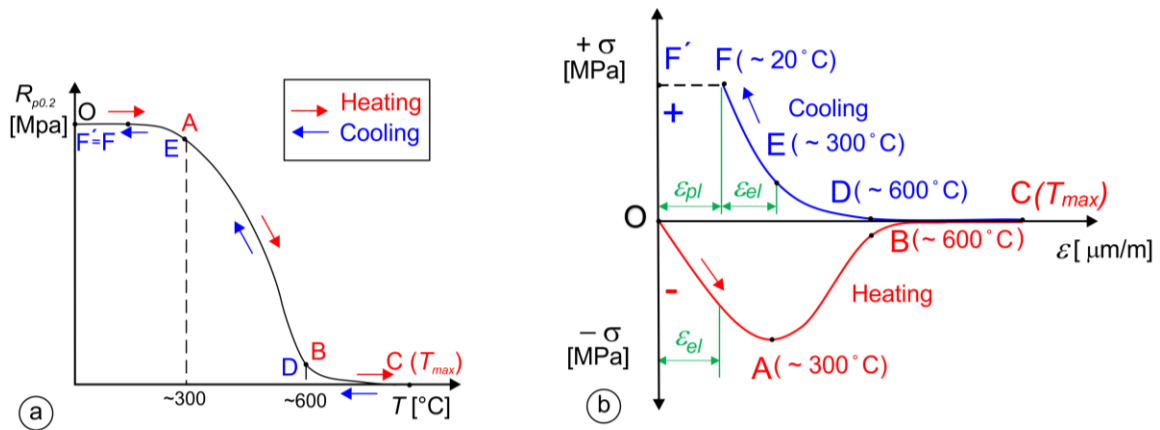 R_p0.2
[Mpa]
O
A
F´=F
E
Heating
Cooling
B
D
C (T_max)
~300
~600
T [°C]
a
+ σ
[MPa]
F´
F (~ 20°C)
+
Cooling
E (~ 300°C)
ε_pl
ε_el
D (~ 600°C)
C(T_max)
O
B (~ 600°C)
ε [ μm/m]
-
Heating
− σ
[MPa]
ε_el
A (~ 300°C)
b